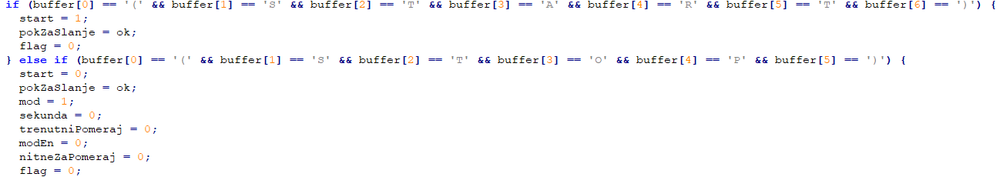 if (buffer[0] == '(' && buffer[1] == 'S' && buffer[2] == 'T' && buffer[3] == 'A' && buffer[4] == 'R' && buffer[5] == 'T' && buffer[6] == ')') {
  start = 1;
  pokZaSlanje = ok;
  flag = 0;
} else if (buffer[0] == '(' && buffer[1] == 'S' && buffer[2] == 'T' && buffer[3] == 'O' && buffer[4] == 'P' && buffer[5] == ')') {
  start = 0;
  pokZaSlanje = ok;
  mod = 1;
  sekunda = 0;
  trenutniPomeraj = 0;
  modEn = 0;
  nitneZaPomeraj = 0;
  flag = 0;